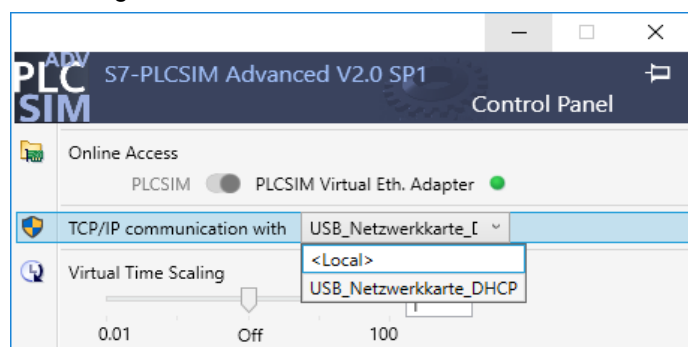 PLC ADV SIM
S7-PLCSIM Advanced V2.0 SP1
Control Panel
Online Access
PLCSIM PLCSIM Virtual Eth. Adapter
TCP/IP communication with USB_Netzwerkkarte_D
<Local>
USB_Netzwerkkarte_DHCP
Virtual Time Scaling
0.01 Off 100